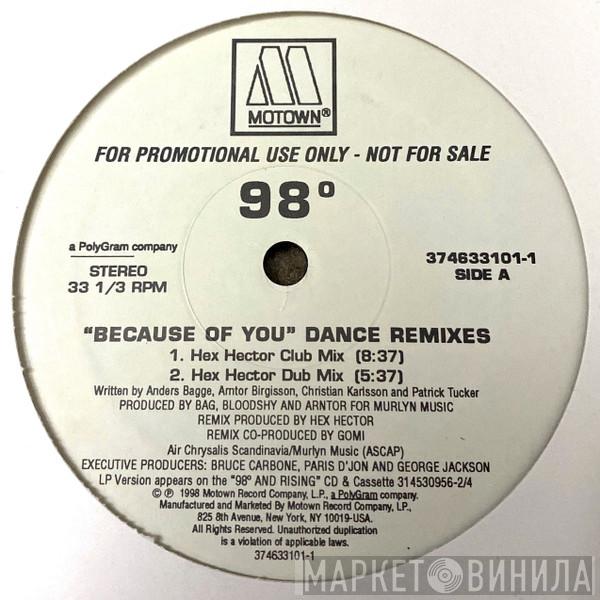 MOTOWN®
FOR PROMOTIONAL USE ONLY - NOT FOR SALE
98º
a PolyGram company
STEREO
33 1/3 RPM
374633101-1
SIDE A
"BECAUSE OF YOU" DANCE REMIXES
1. Hex Hector Club Mix (8:37)
2. Hex Hector Dub Mix (5:37)
Written by Anders Bagge, Arntor Birgisson, Christian Karlsson and Patrick Tucker
PRODUCED BY BAG, BLOODSHY AND ARNTOR FOR MURLYN MUSIC
REMIX PRODUCED BY HEX HECTOR
REMIX CO-PRODUCED BY GOMI
Air Chrysalis Scandinavia/Murlyn Music (ASCAP)
EXECUTIVE PRODUCERS: BRUCE CARBONE, PARIS D'JON AND GEORGE JACKSON
LP Version appears on the "98º AND RISING" CD & Cassette 314530956-2/4
© ℗ 1998 Motown Record Company, L.P., a PolyGram company.
Manufactured and Marketed By Motown Record Company, LP.,
825 8th Avenue, New York, NY 10019-USA.
All Rights Reserved. Unauthorized duplication
is a violation of applicable laws.
374633101-1
МАРКЕТ ВИНИЛА